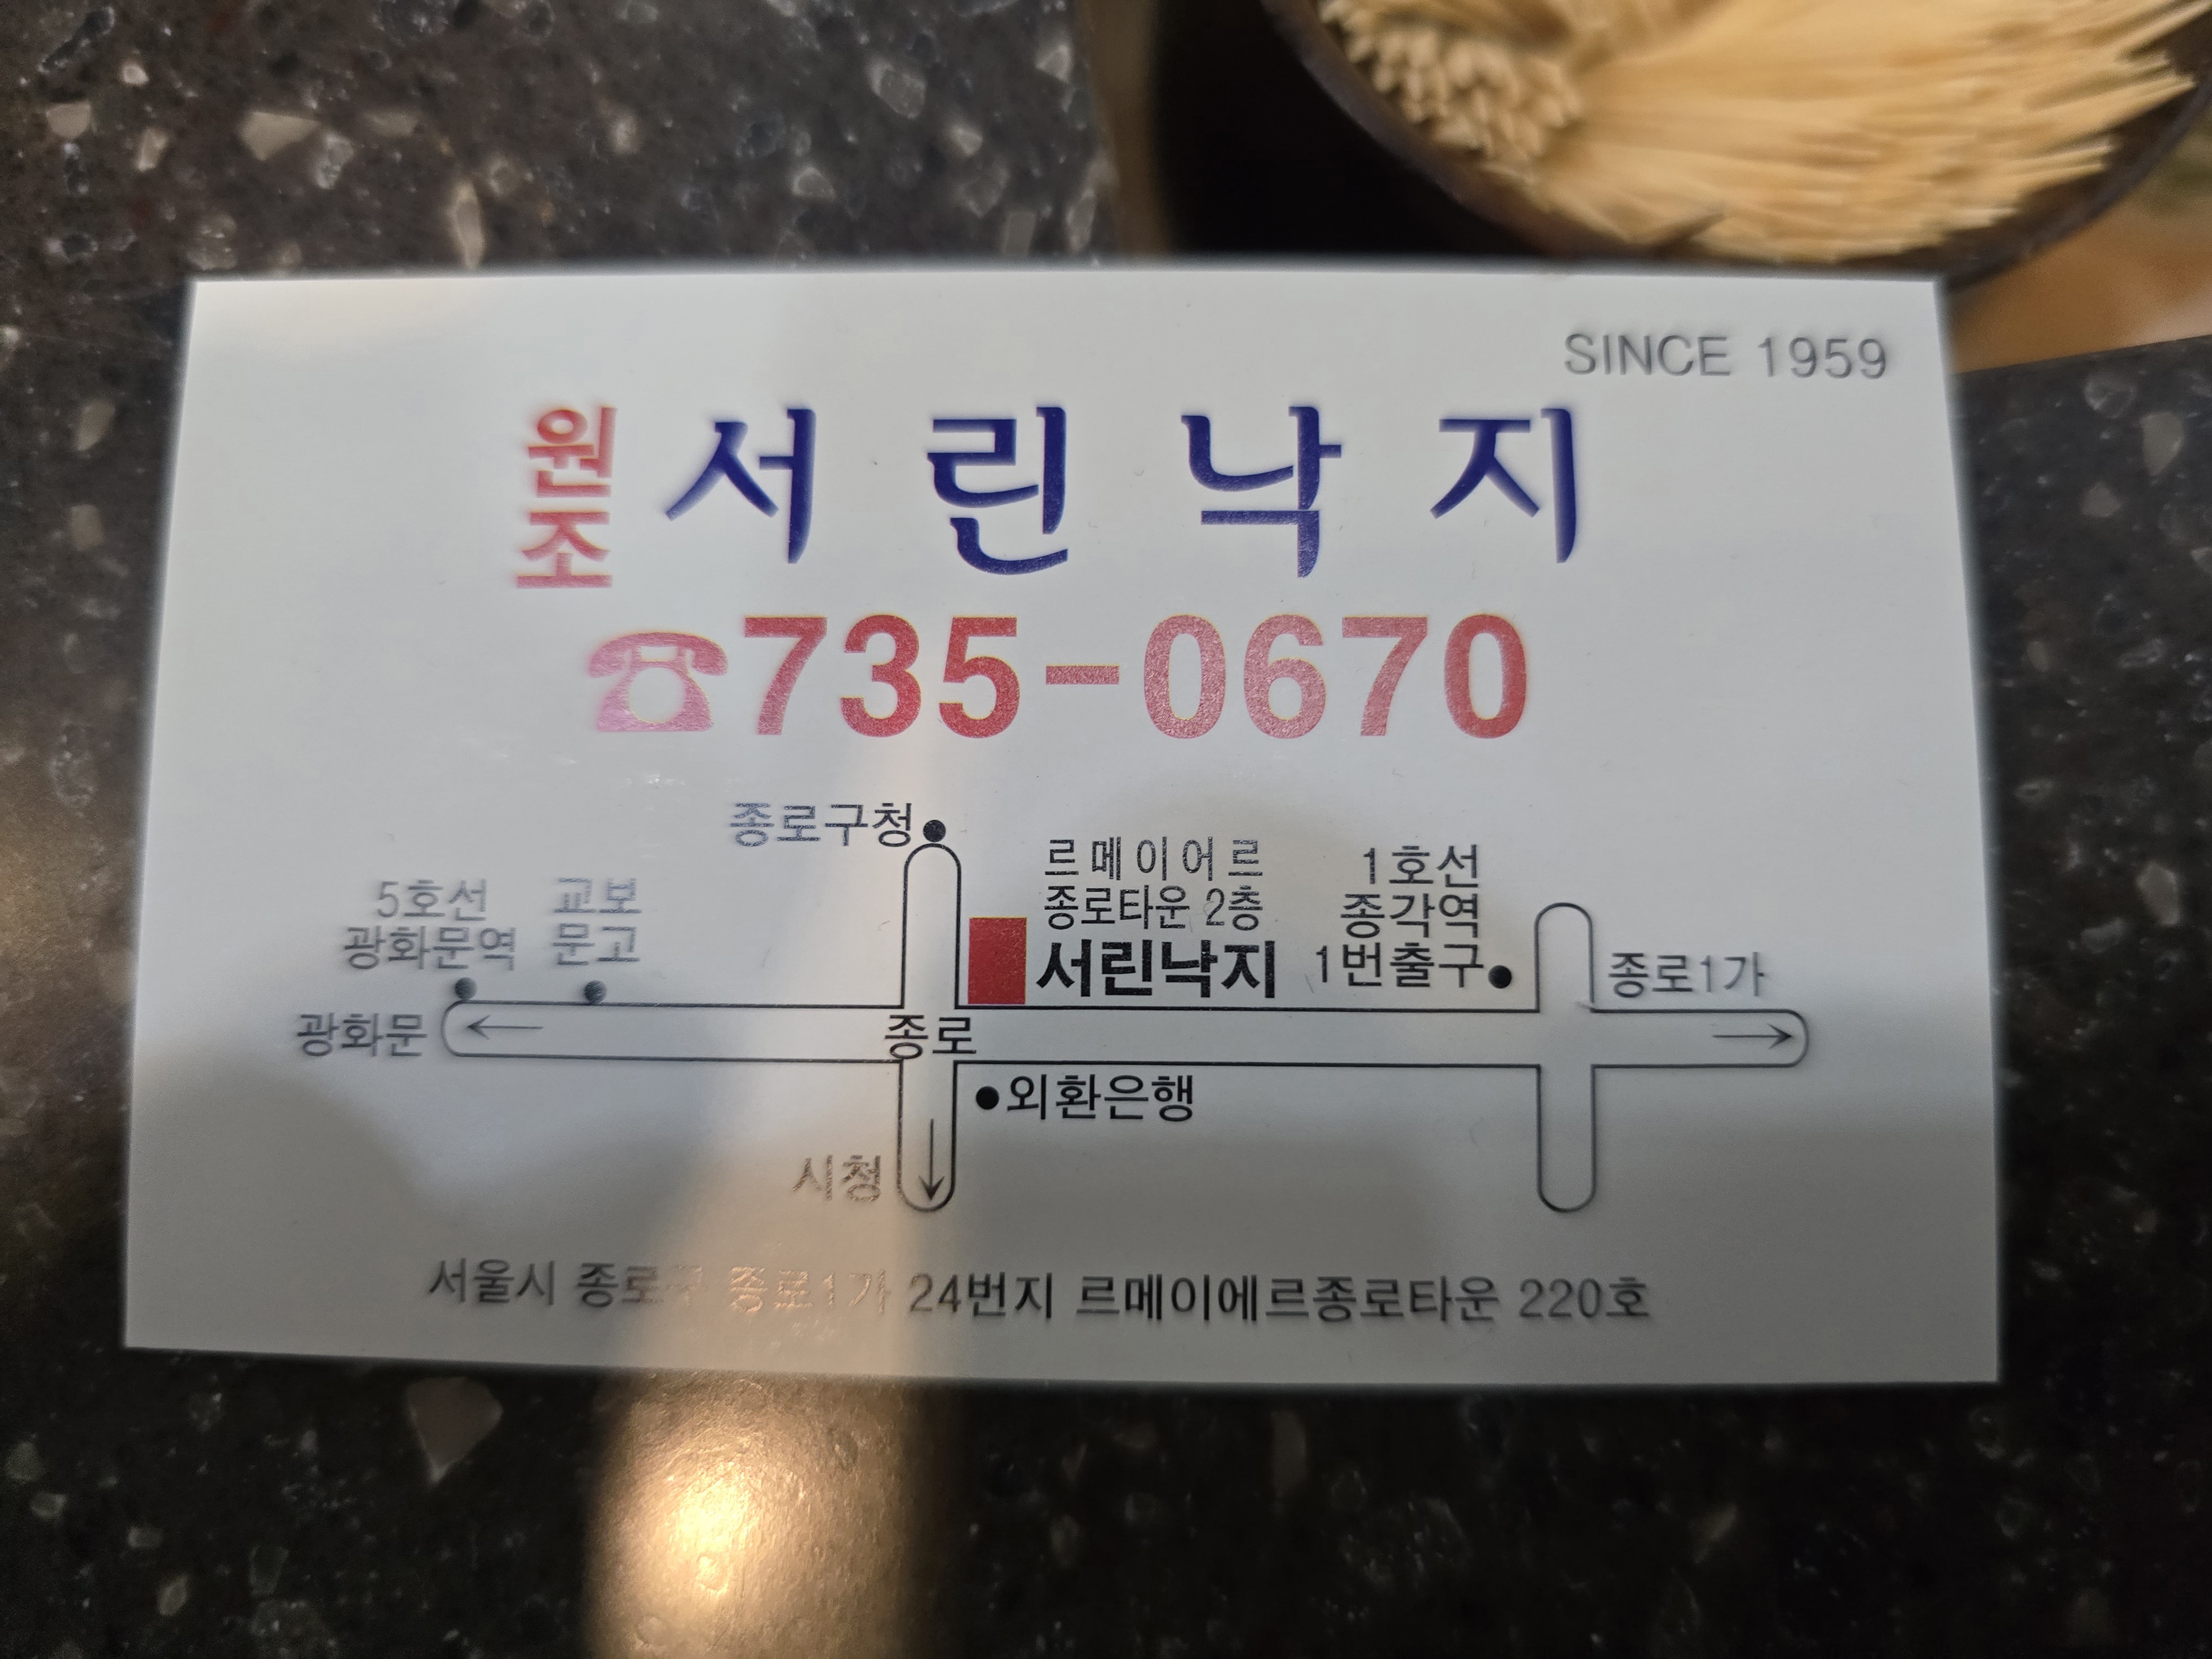 SINCE 1959
원조 서린낙지
☎735-0670
종로구청
르메이어르
종로타운 2층
서린낙지
1호선
종각역
1번출구
5호선
광화문역
교보
문고
종로1가
광화문
종로
외환은행
시청
서울시 종로구 종로1가 24번지 르메이에르종로타운 220호